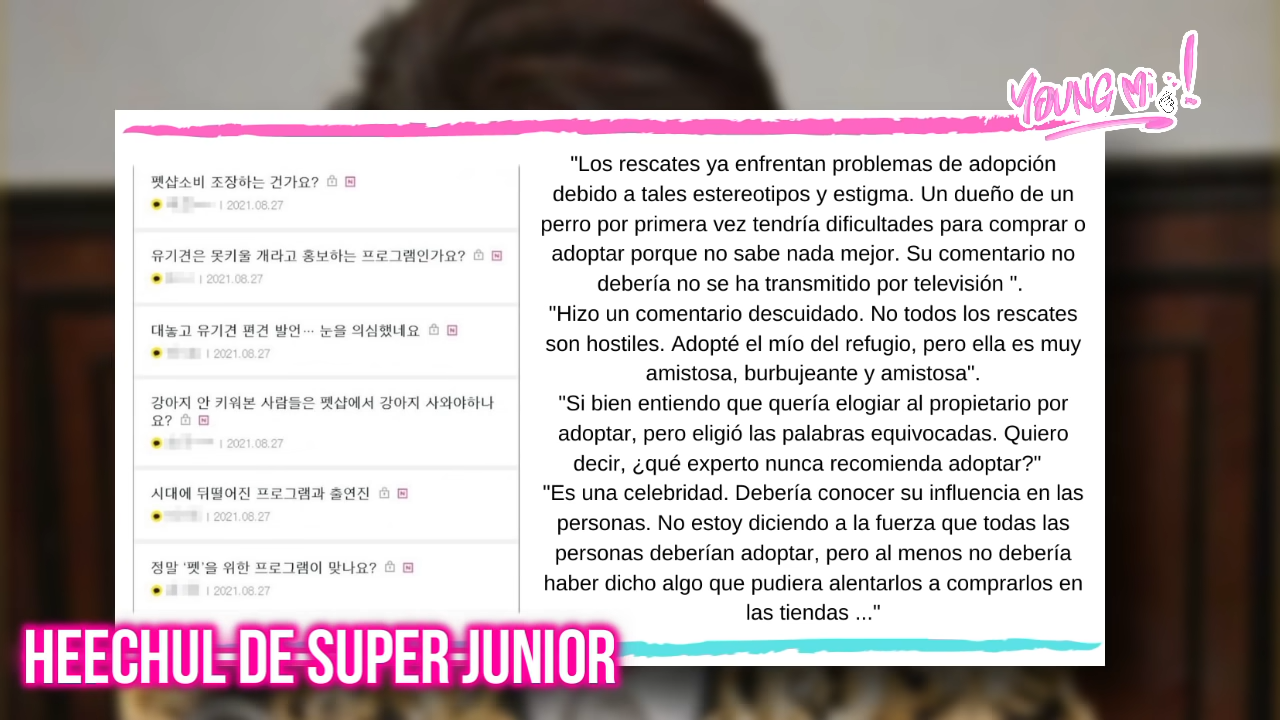 YOUNG Mi !
펫샵소비 조장하는 건가요? N
| 2021.08.27
유기견은 못키울 개라고 홍보하는 프로그램인가요? N
| 2021.08.27
대놓고 유기견 편견 발언··· 눈을 의심했네요 N
| 2021.08.27
강아지 안 키워본 사람들은 펫샵에서 강아지 사와야하나
요? N
| 2021.08.27
시대에 뒤떨어진 프로그램과 출연진 N
| 2021.08.27
정말 '펫'을 위한 프로그램이 맞나요? N
| 2021.08.27
"Los rescates ya enfrentan problemas de adopción
debido a tales estereotipos y estigma. Un dueño de un
perro por primera vez tendría dificultades para comprar o
adoptar porque no sabe nada mejor. Su comentario no
debería no se ha transmitido por televisión ".
"Hizo un comentario descuidado. No todos los rescates
son hostiles. Adopté el mío del refugio, pero ella es muy
amistosa, burbujeante y amistosa".
"Si bien entiendo que quería elogiar al propietario por
adoptar, pero eligió las palabras equivocadas. Quiero
decir, ¿qué experto nunca recomienda adoptar?"
"Es una celebridad. Debería conocer su influencia en las
personas. No estoy diciendo a la fuerza que todas las
personas deberían adoptar, pero al menos no debería
haber dicho algo que pudiera alentarlos a comprarlos en
las tiendas ..."
HEECHUL DE SUPER JUNIOR